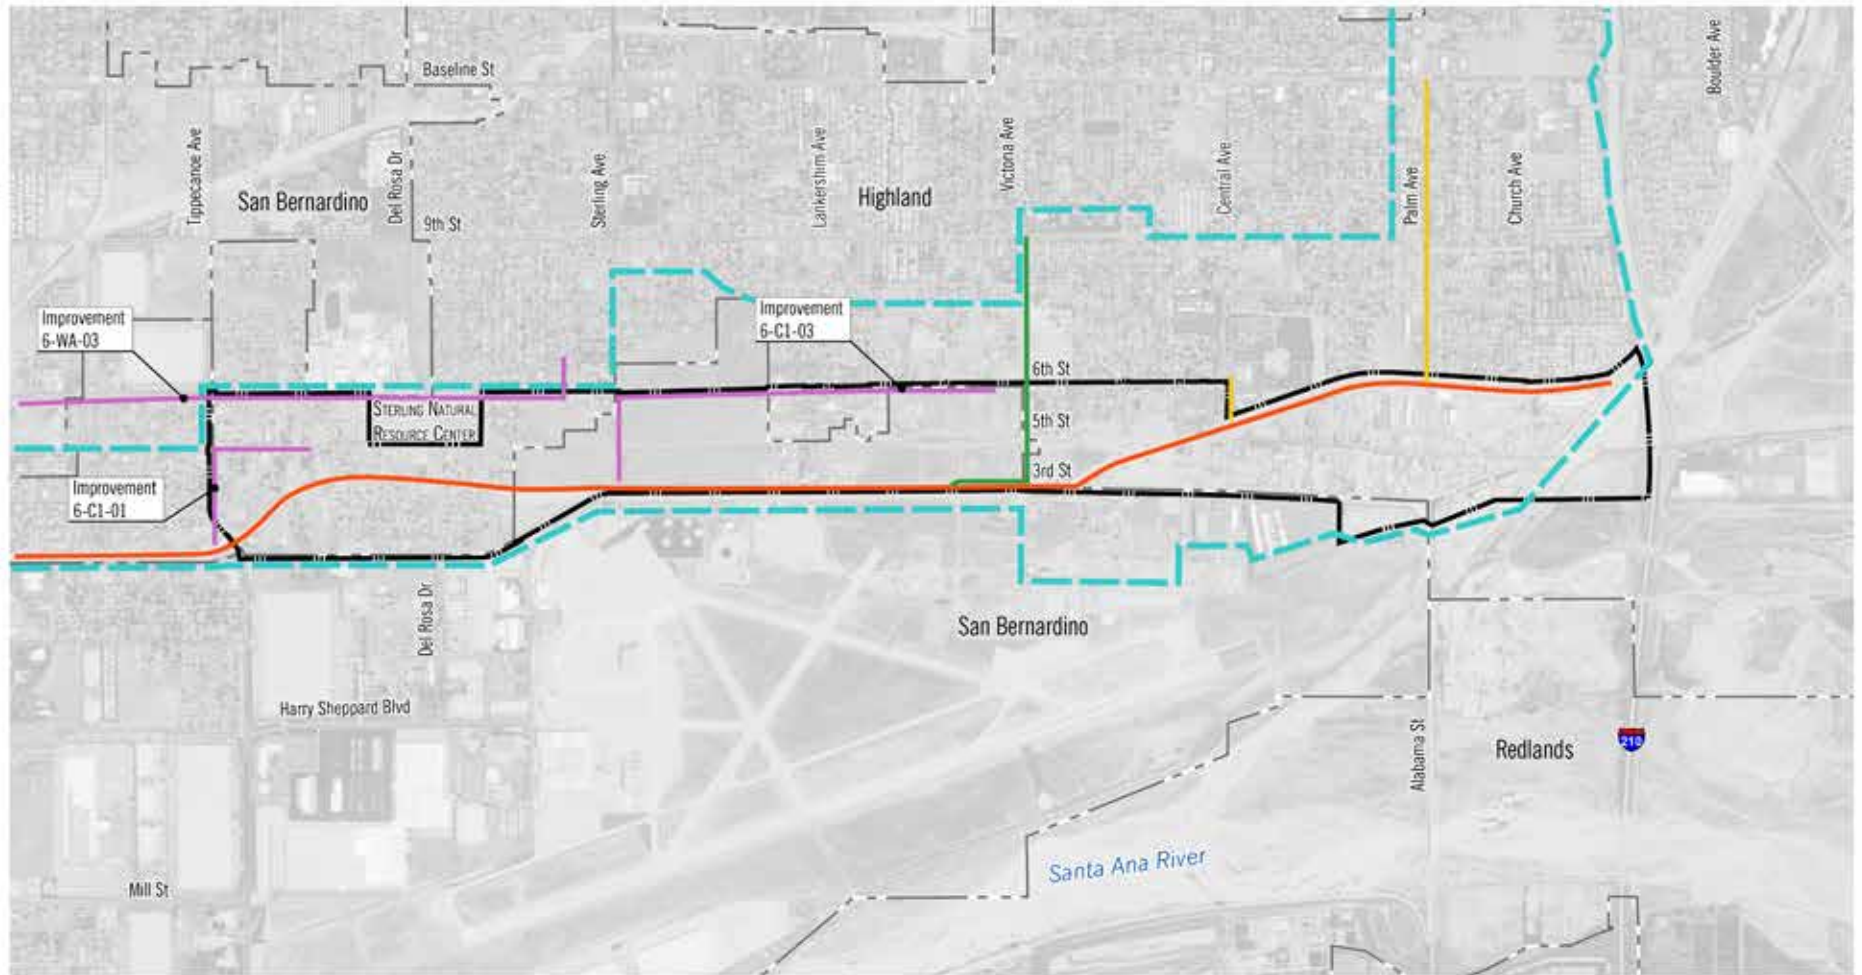 Baseline St
Boulder Ave
Tippecanoe Ave
San Bernardino
Del Rosa Dr
9th St
Sterling Ave
Lankershim Ave
Highland
Victoria Ave
Central Ave
Palm Ave
Church Ave
Improvement
6-WA-03
Improvement
6-C1-03
6th St
Sterling Natural
Resource Center
5th St
3rd St
Improvement
6-C1-01
Del Rosa Dr
San Bernardino
Harry Sheppard Blvd
Alabama St
Redlands
210
Santa Ana River
Mill St